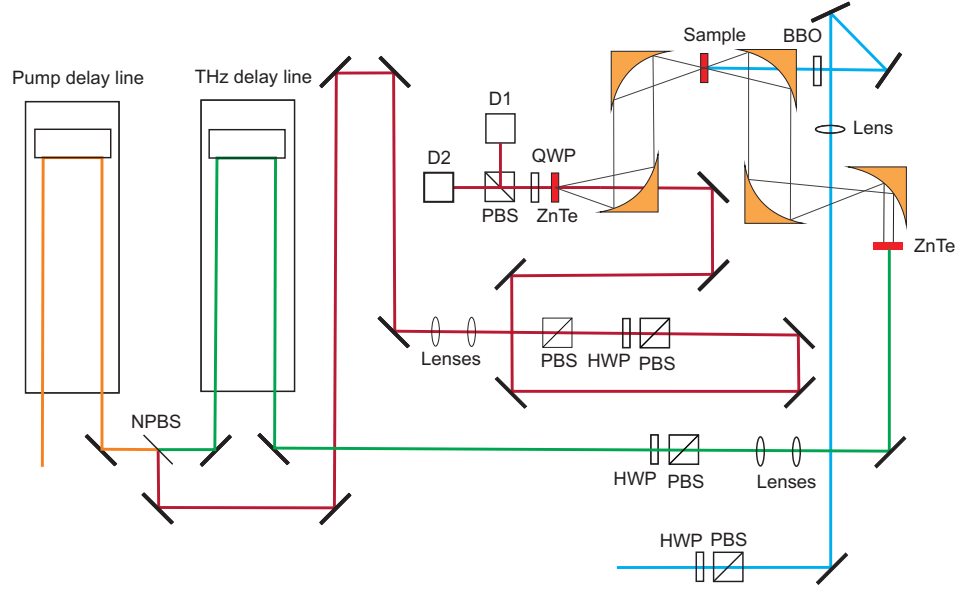 Sample
BBO
Pump delay line
THz delay line
D1
Lens
D2
QWP
PBS
ZnTe
ZnTe
Lenses
PBS
HWP
PBS
NPBS
HWP
PBS
Lenses
HWP
PBS